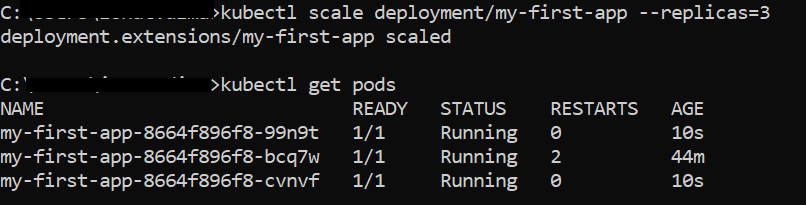 C:\ >kubectl scale deployment/my-first-app --replicas=3
deployment.extensions/my-first-app scaled
C:\ >kubectl get pods
NAME READY STATUS RESTARTS AGE
my-first-app-8664f896f8-99n9t 1/1 Running 0 10s
my-first-app-8664f896f8-bcq7w 1/1 Running 2 44m
my-first-app-8664f896f8-cvnvf 1/1 Running 0 10s